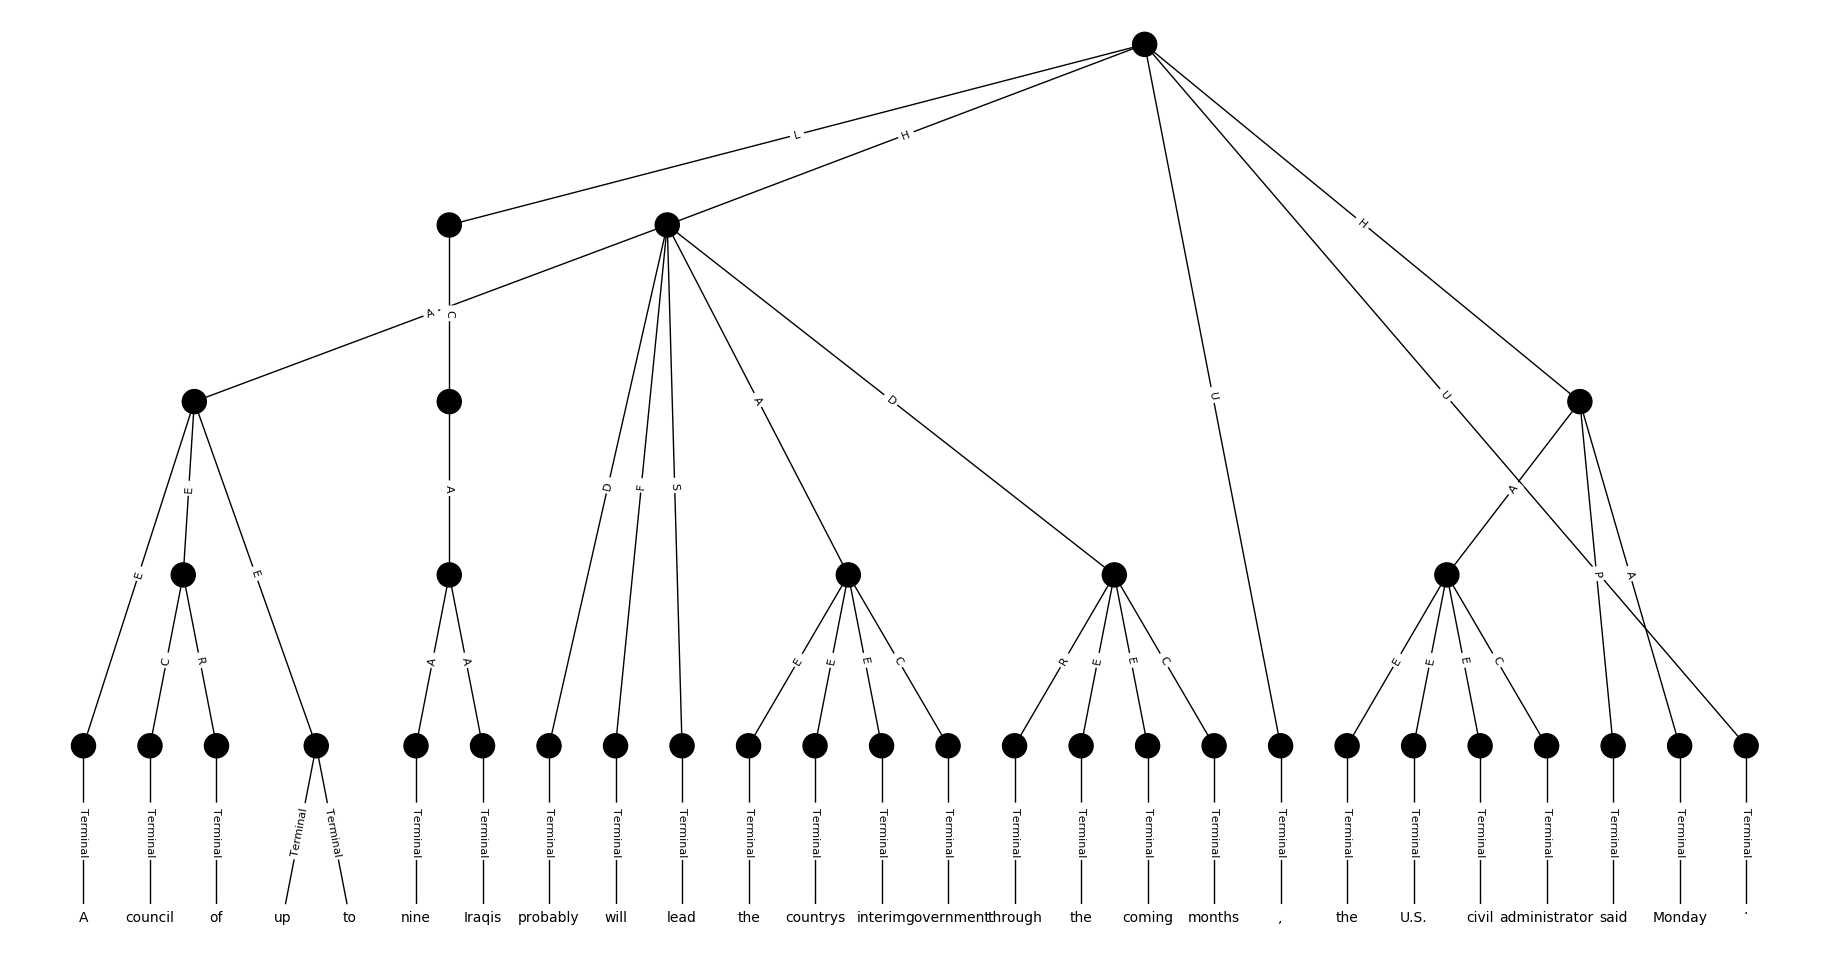 L
H
H
A
C
A
D
U
U
E
A
D
F
S
A
E
E
P
A
C
R
A
A
E
E
E
C
R
E
E
C
E
E
E
C
Terminal Terminal Terminal Terminal Terminal Terminal Terminal Terminal Terminal Terminal Terminal Terminal Terminal Terminal Terminal Terminal Terminal Terminal Terminal Terminal Terminal Terminal Terminal Terminal Terminal Terminal
A council of up to nine Iraqis probably will lead the countrys interim government through the coming months , the U.S. civil administrator said Monday .